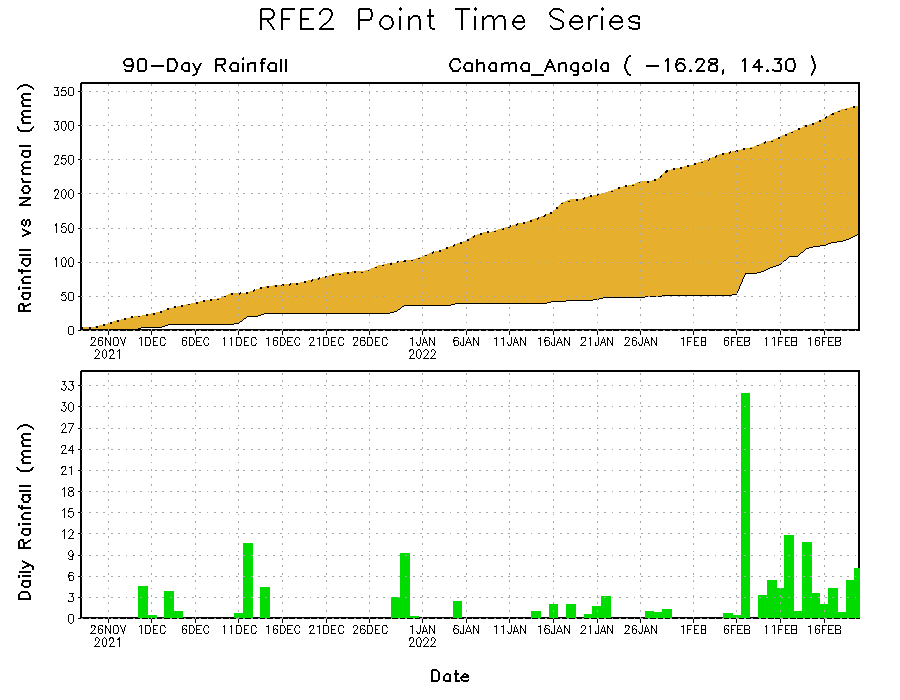 RFE2 Point Time Series
90-Day Rainfall
Cahama_Angola ( -16.28, 14.30 )
Rainfall vs Normal (mm)
350
300
250
200
150
100
50
0
26NOV 1DEC 6DEC 11DEC 16DEC 21DEC 26DEC 1JAN 6JAN 11JAN 16JAN 21JAN 26JAN 1FEB 6FEB 11FEB 16FEB
2021 2022
Daily Rainfall (mm)
33
30
27
24
21
18
15
12
9
6
3
0
26NOV 1DEC 6DEC 11DEC 16DEC 21DEC 26DEC 1JAN 6JAN 11JAN 16JAN 21JAN 26JAN 1FEB 6FEB 11FEB 16FEB
2021 2022
Date